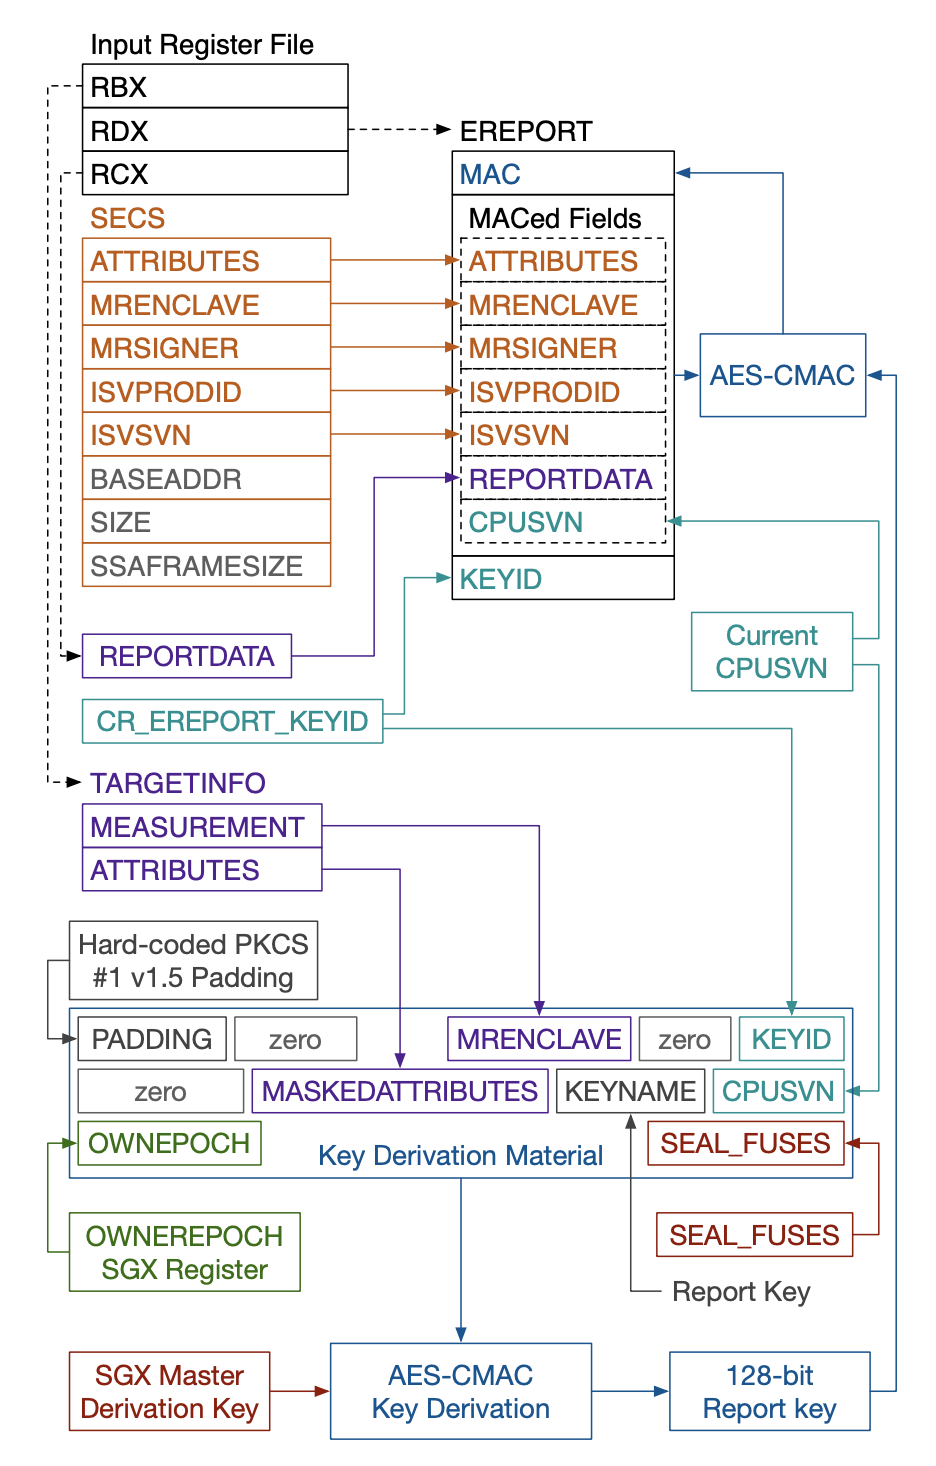 Input Register File
RBX
RDX
RCX
EREPORT
MAC
MACed Fields
ATTRIBUTES
MRENCLAVE
MRSIGNER
ISVPRODID
ISVSVN
REPORTDATA
CPUSVN
KEYID
SECS
ATTRIBUTES
MRENCLAVE
MRSIGNER
ISVPRODID
ISVSVN
BASEADDR
SIZE
SSAFRAMESIZE
AES-CMAC
Current
CPUSVN
REPORTDATA
CR_EREPORT_KEYID
TARGETINFO
MEASUREMENT
ATTRIBUTES
Hard-coded PKCS
#1 v1.5 Padding
PADDING
zero
MRENCLAVE
zero
KEYID
zero
MASKEDATTRIBUTES
KEYNAME
CPUSVN
OWNEPOCH
Key Derivation Material
SEAL_FUSES
OWNEREPOCH
SGX Register
SEAL_FUSES
Report Key
SGX Master
Derivation Key
AES-CMAC
Key Derivation
128-bit
Report key